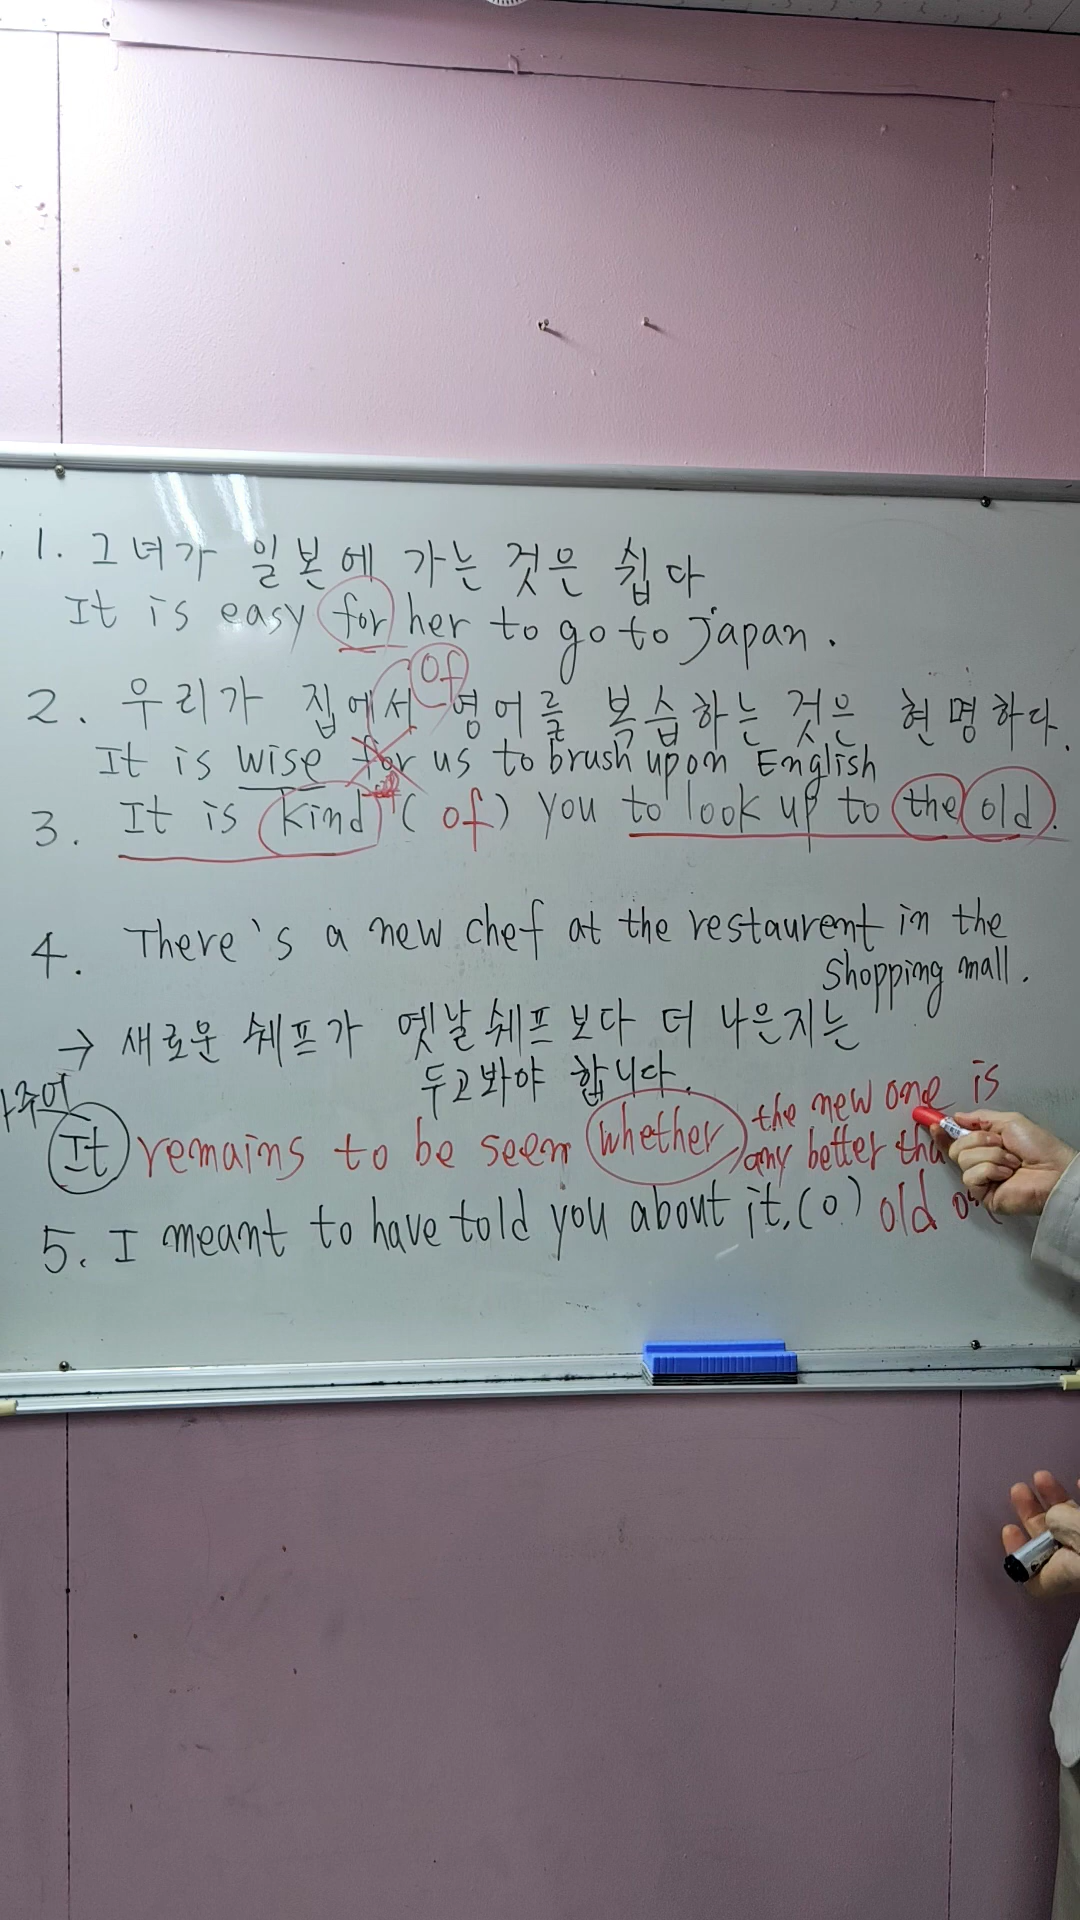 1. 그녀가 일본에 가는 것은 쉽다.
It is easy for her to go to Japan.
of
2. 우리가 집에서 영어를 복습하는 것은 현명하다.
It is wise for us to brush upon English
3. It is kind (of) you to look up to the old.
4. There's a new chef at the restaurent in the
shopping mall.
→ 새로운 쉐프가 옛날 쉐프보다 더 나은지는
두고봐야 합니다.
가주어
It remains to be seen whether the new one is
any better
old
5. I meant to have told you about it. (o)